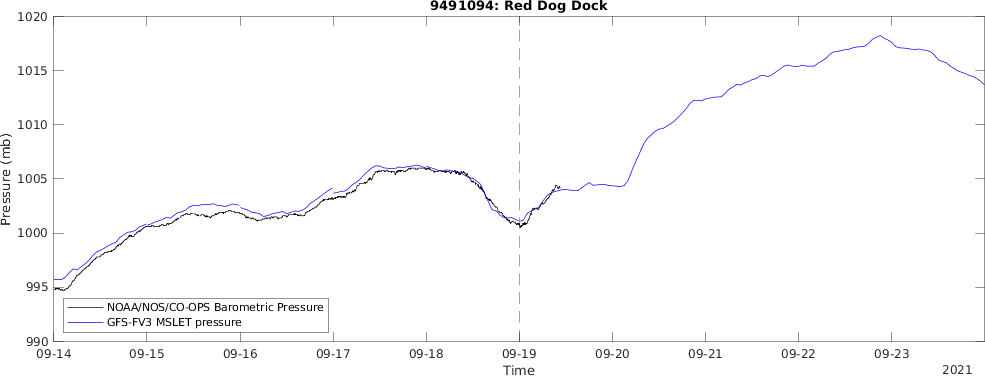 9491094: Red Dog Dock
1020
1015
1010
1005
1000
995
990
Pressure (mb)
NOAA/NOS/CO-OPS Barometric Pressure
GFS-FV3 MSLET pressure
09-14 09-15 09-16 09-17 09-18 09-19 09-20 09-21 09-22 09-23
Time
2021